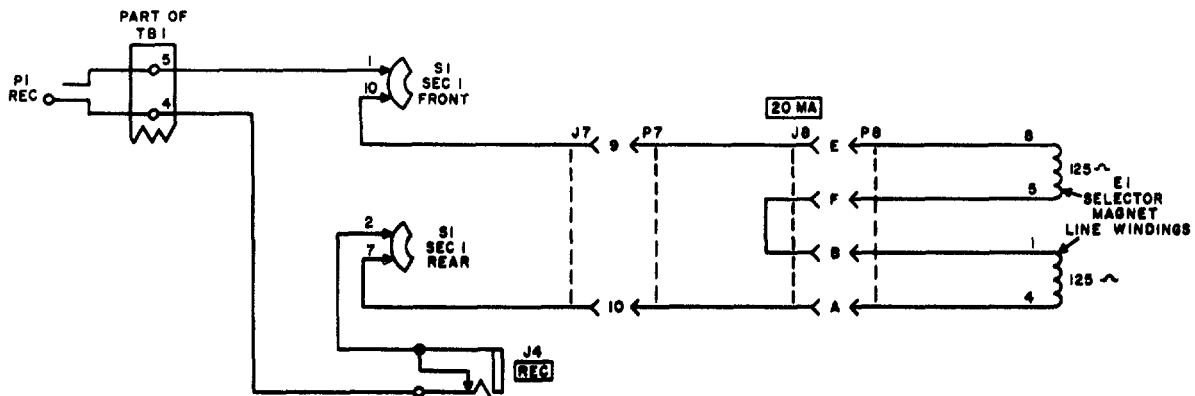 PART OF
TB1
5
4
P1
REC
1
10
S1
SEC 1
FRONT
J7
9
P7
20 MA
J8
E
P8
8
125 ~
5
E1
SELECTOR
MAGNET
LINE WINDINGS
F
2
7
S1
SEC 1
REAR
B
1
125 ~
4
10
A
J4
REC